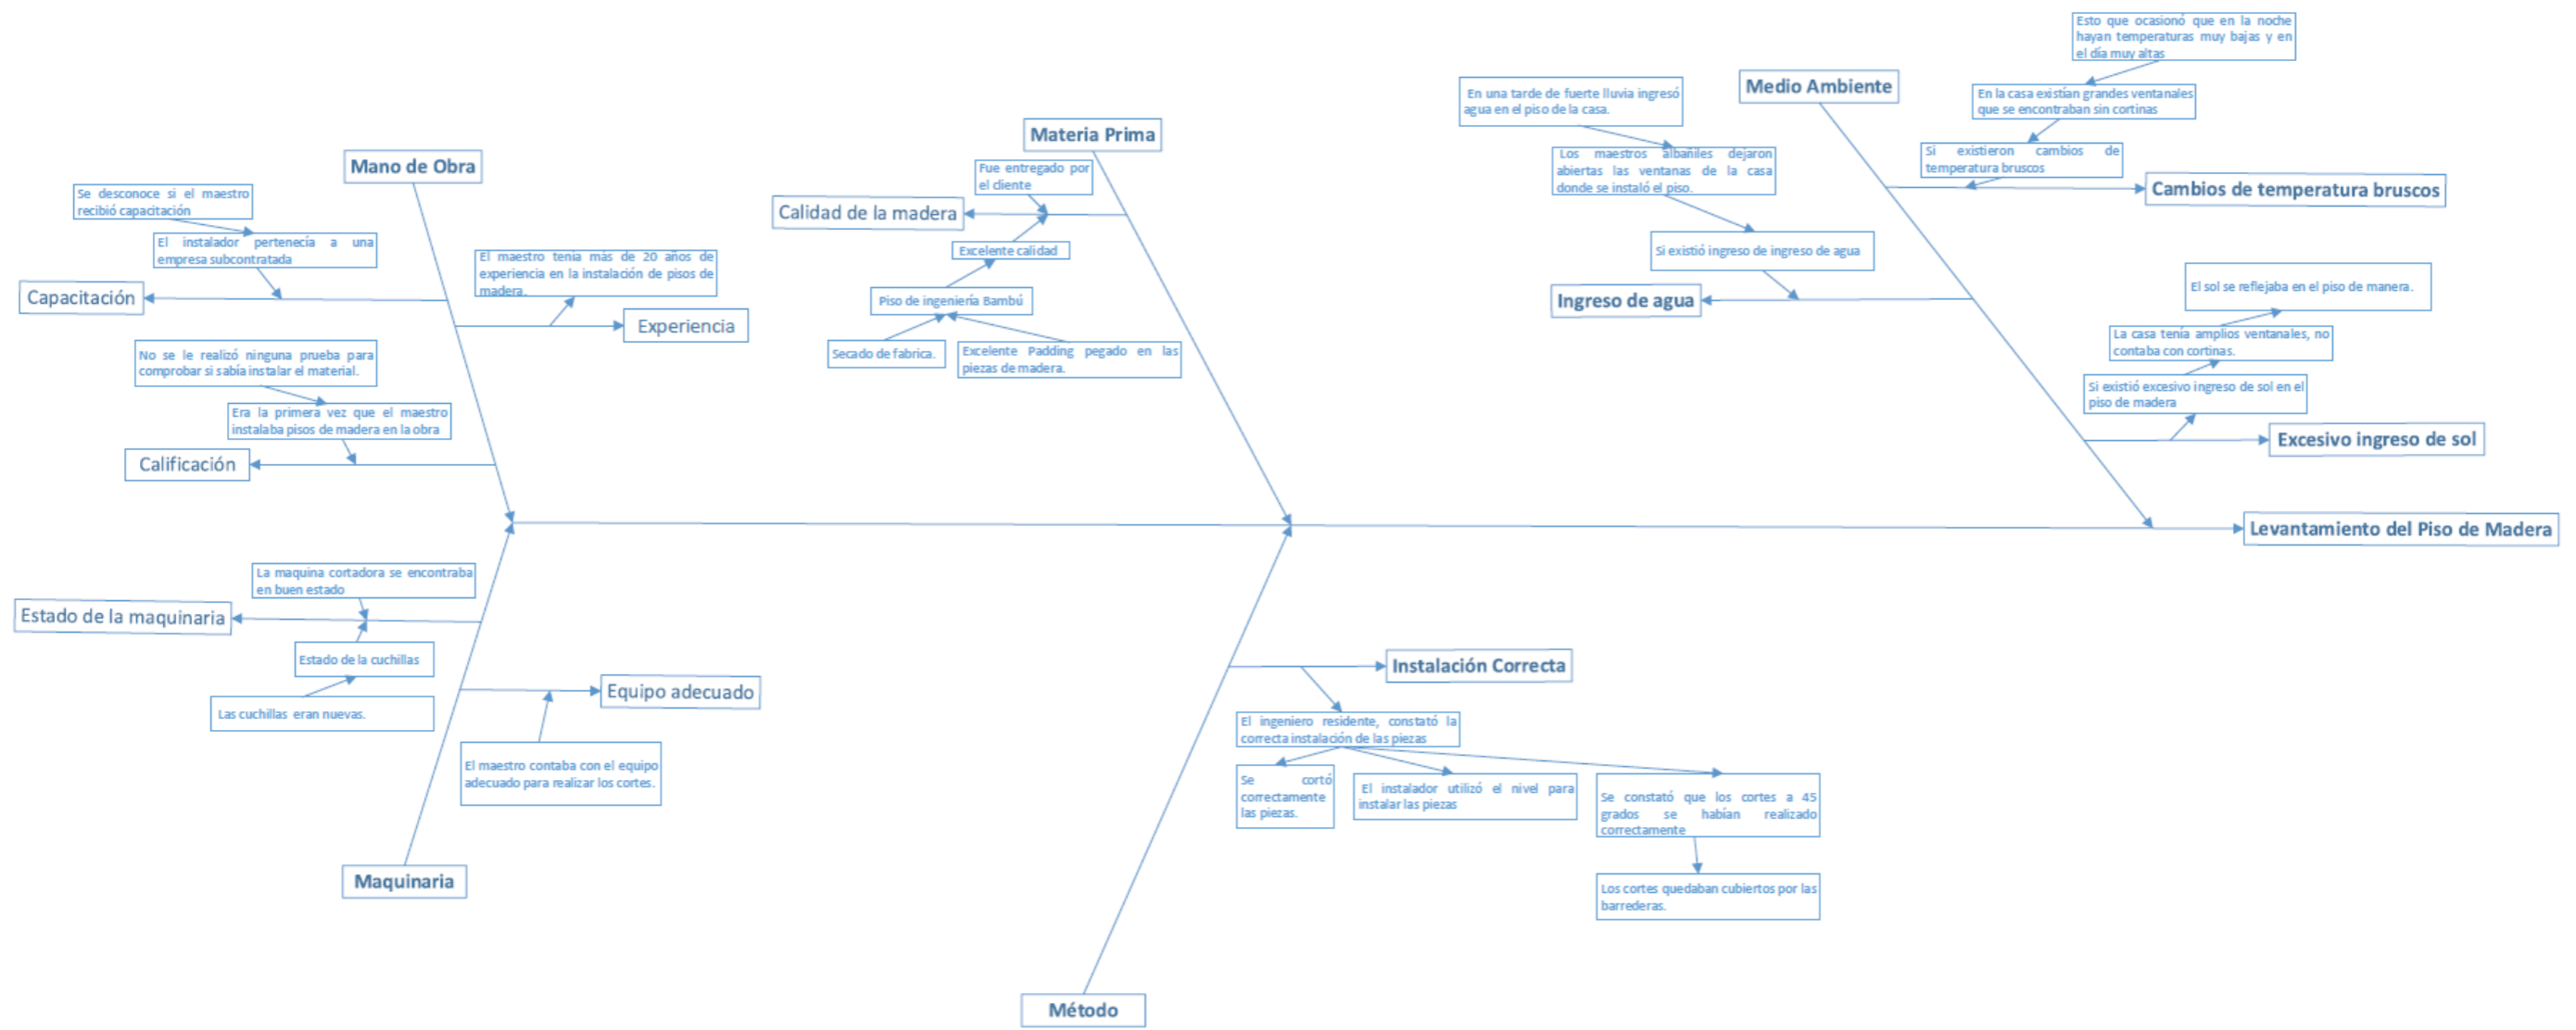 Mano de Obra
Se desconoce si el maestro
recibió capacitación
El instalador pertenecía a una
empresa subcontratada
Capacitación
El maestro tenía más de 20 años de
experiencia en la instalación de pisos de
madera.
Experiencia
No se le realizó ninguna prueba para
comprobar si sabía instalar el material.
Era la primera vez que el maestro
instalaba pisos de madera en la obra
Calificación
Materia Prima
Fue entregado por
el cliente
Calidad de la madera
Excelente calidad
Piso de ingeniería Bambú
Secado de fabrica.
Excelente Padding pegado en las
piezas de madera.
Medio Ambiente
Esto que ocasionó que en la noche
hayan temperaturas muy bajas y en
el día muy altas
En la casa existían grandes ventanales
que se encontraban sin cortinas
Si existieron cambios de
temperatura bruscos
Cambios de temperatura bruscos
En una tarde de fuerte lluvia ingresó
agua en el piso de la casa.
Los maestros albañiles dejaron
abiertas las ventanas de la casa
donde se instaló el piso.
Si existió ingreso de ingreso de agua
Ingreso de agua
El sol se reflejaba en el piso de manera.
La casa tenía amplios ventanales, no
contaba con cortinas.
Si existió excesivo ingreso de sol en el
piso de madera
Excesivo ingreso de sol
Levantamiento del Piso de Madera
La maquina cortadora se encontraba
en buen estado
Estado de la maquinaria
Estado de la cuchillas
Las cuchillas eran nuevas.
Equipo adecuado
El maestro contaba con el equipo
adecuado para realizar los cortes.
Maquinaria
Instalación Correcta
El ingeniero residente, constató la
correcta instalación de las piezas
Se cortó
correctamente
las piezas.
El instalador utilizó el nivel para
instalar las piezas
Se constató que los cortes a 45
grados se habían realizado
correctamente
Los cortes quedaban cubiertos por las
barrederas.
Método